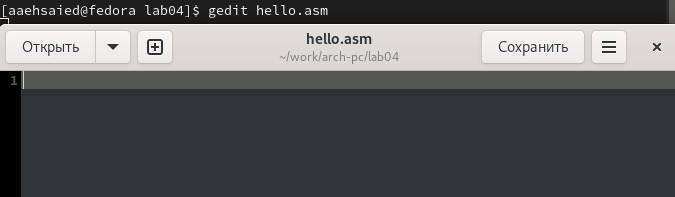 [aaehsaied@fedora lab04]$ gedit hello.asm
Открыть
hello.asm
~/work/arch-pc/lab04
Сохранить
1